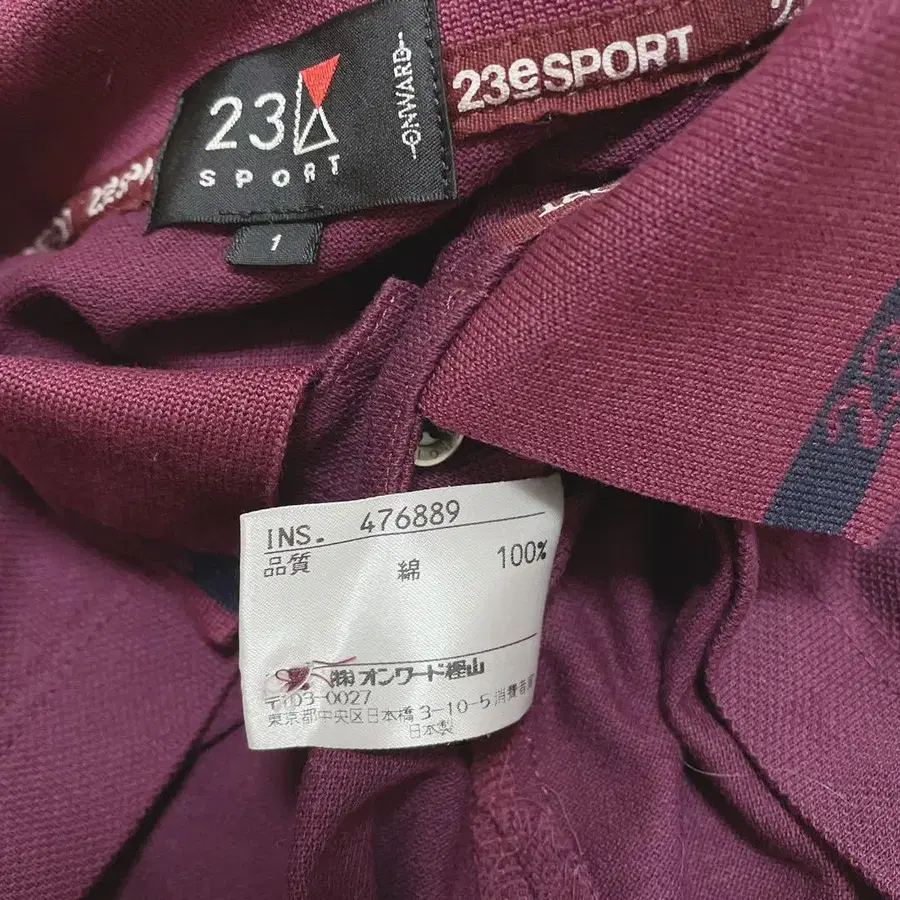 23
SPORT
ONWARD
23eSPORT
1
INS. 476889
品質 綿 100%
(株)オンワード樫山
〒103-0027
東京都中央区日本橋3-10-5消費者
日本製